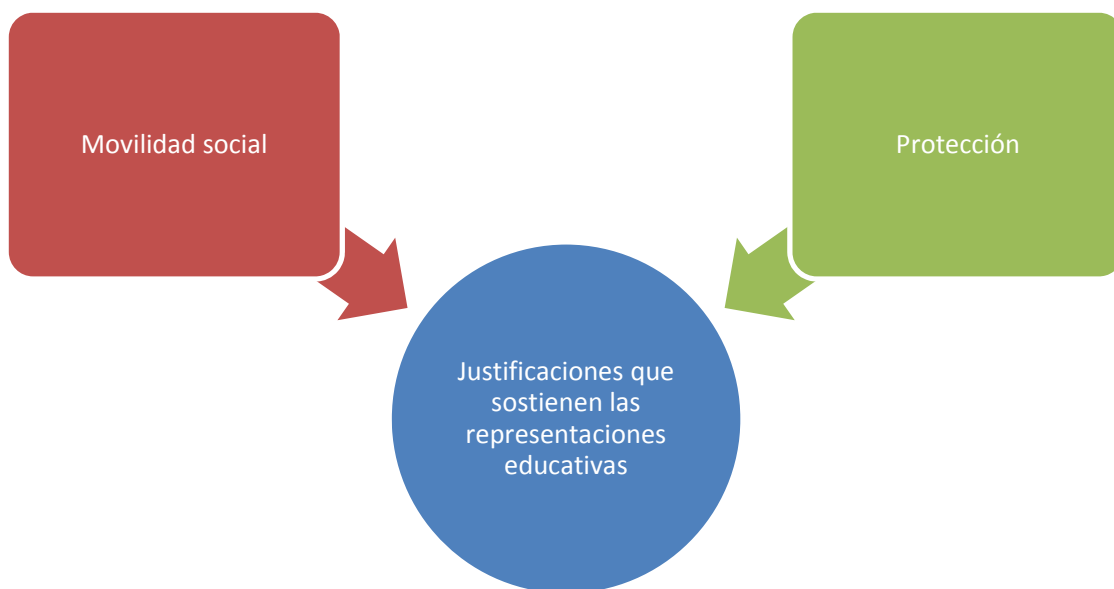 Movilidad social
Protección
Justificaciones que
sostienen las
representaciones
educativas